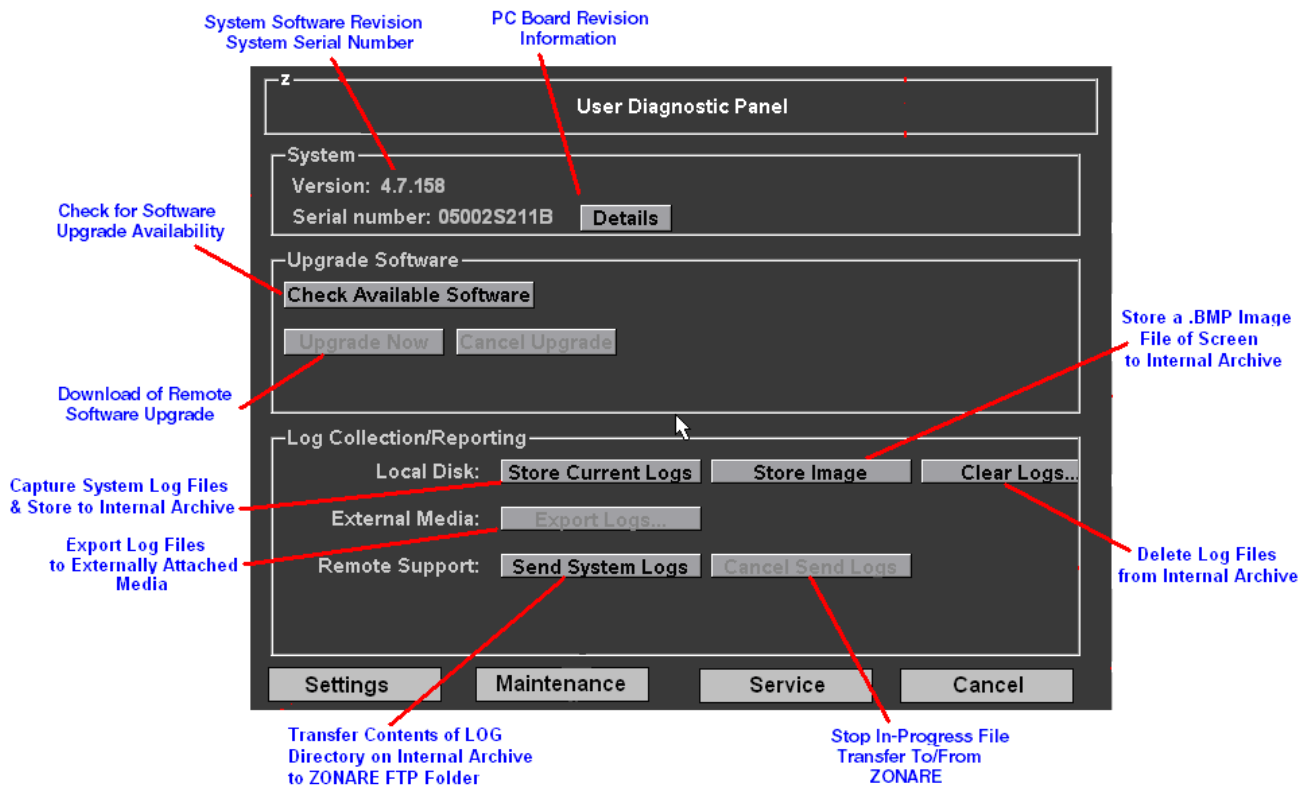 System Software Revision
System Serial Number
PC Board Revision
Information
z
User Diagnostic Panel
System
Version: 4.7.158
Serial number: 05002S211B
Details
Check for Software
Upgrade Availability
Upgrade Software
Check Available Software
Upgrade Now
Cancel Upgrade
Download of Remote
Software Upgrade
Store a .BMP Image
File of Screen
to Internal Archive
Log Collection/Reporting
Local Disk:
Store Current Logs
Store Image
Clear Logs...
Capture System Log Files
& Store to Internal Archive
External Media:
Export Logs...
Export Log Files
to Externally Attached
Media
Remote Support:
Send System Logs
Cancel Send Logs
Delete Log Files
from Internal Archive
Settings
Maintenance
Service
Cancel
Transfer Contents of LOG
Directory on Internal Archive
to ZONARE FTP Folder
Stop In-Progress File
Transfer To/From
ZONARE